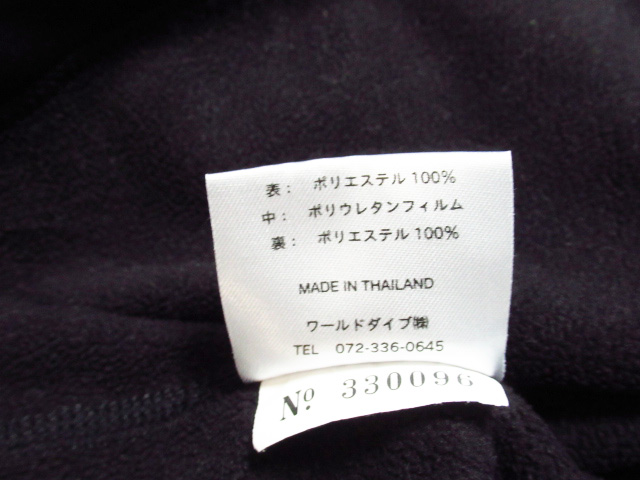 表： ポリエステル 100%
中： ポリウレタンフィルム
裏： ポリエステル 100%
MADE IN THAILAND
ワールドダイブ㈱
TEL 072-336-0645
Nº. 330096